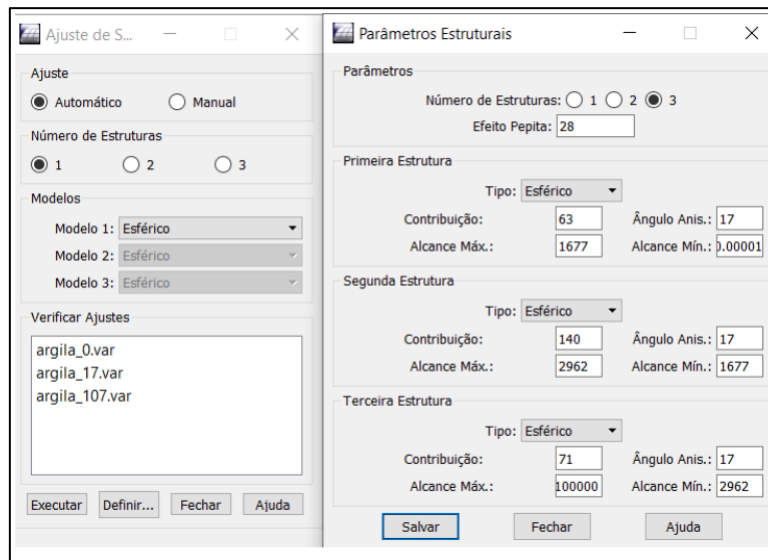 Ajuste de S...
Ajuste
Automático Manual
Número de Estruturas
1 2 3
Modelos
Modelo 1: Esférico
Modelo 2: Esférico
Modelo 3: Esférico
Verificar Ajustes
argila_0.var
argila_17.var
argila_107.var
Executar Definir... Fechar Ajuda
Parâmetros Estruturais
Parâmetros
Número de Estruturas: 1 2 3
Efeito Pepita: 28
Primeira Estrutura
Tipo: Esférico
Contribuição: 63 Ângulo Anis.: 17
Alcance Máx.: 1677 Alcance Mín.: 0.00001
Segunda Estrutura
Tipo: Esférico
Contribuição: 140 Ângulo Anis.: 17
Alcance Máx.: 2962 Alcance Mín.: 1677
Terceira Estrutura
Tipo: Esférico
Contribuição: 71 Ângulo Anis.: 17
Alcance Máx.: 100000 Alcance Mín.: 2962
Salvar Fechar Ajuda